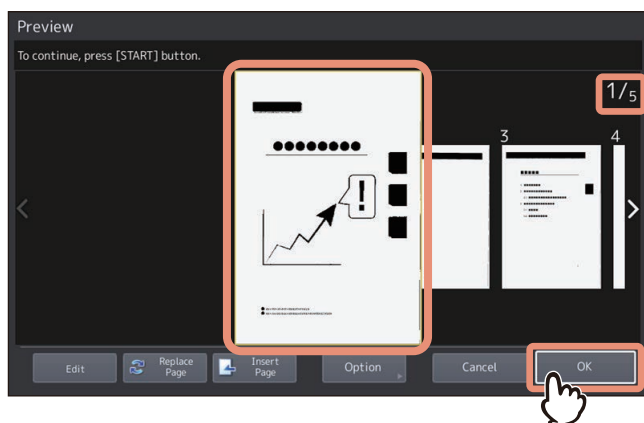 Preview
To continue, press [START] button.
1/5
3
4
Edit
Replace
Page
Insert
Page
Option
Cancel
OK